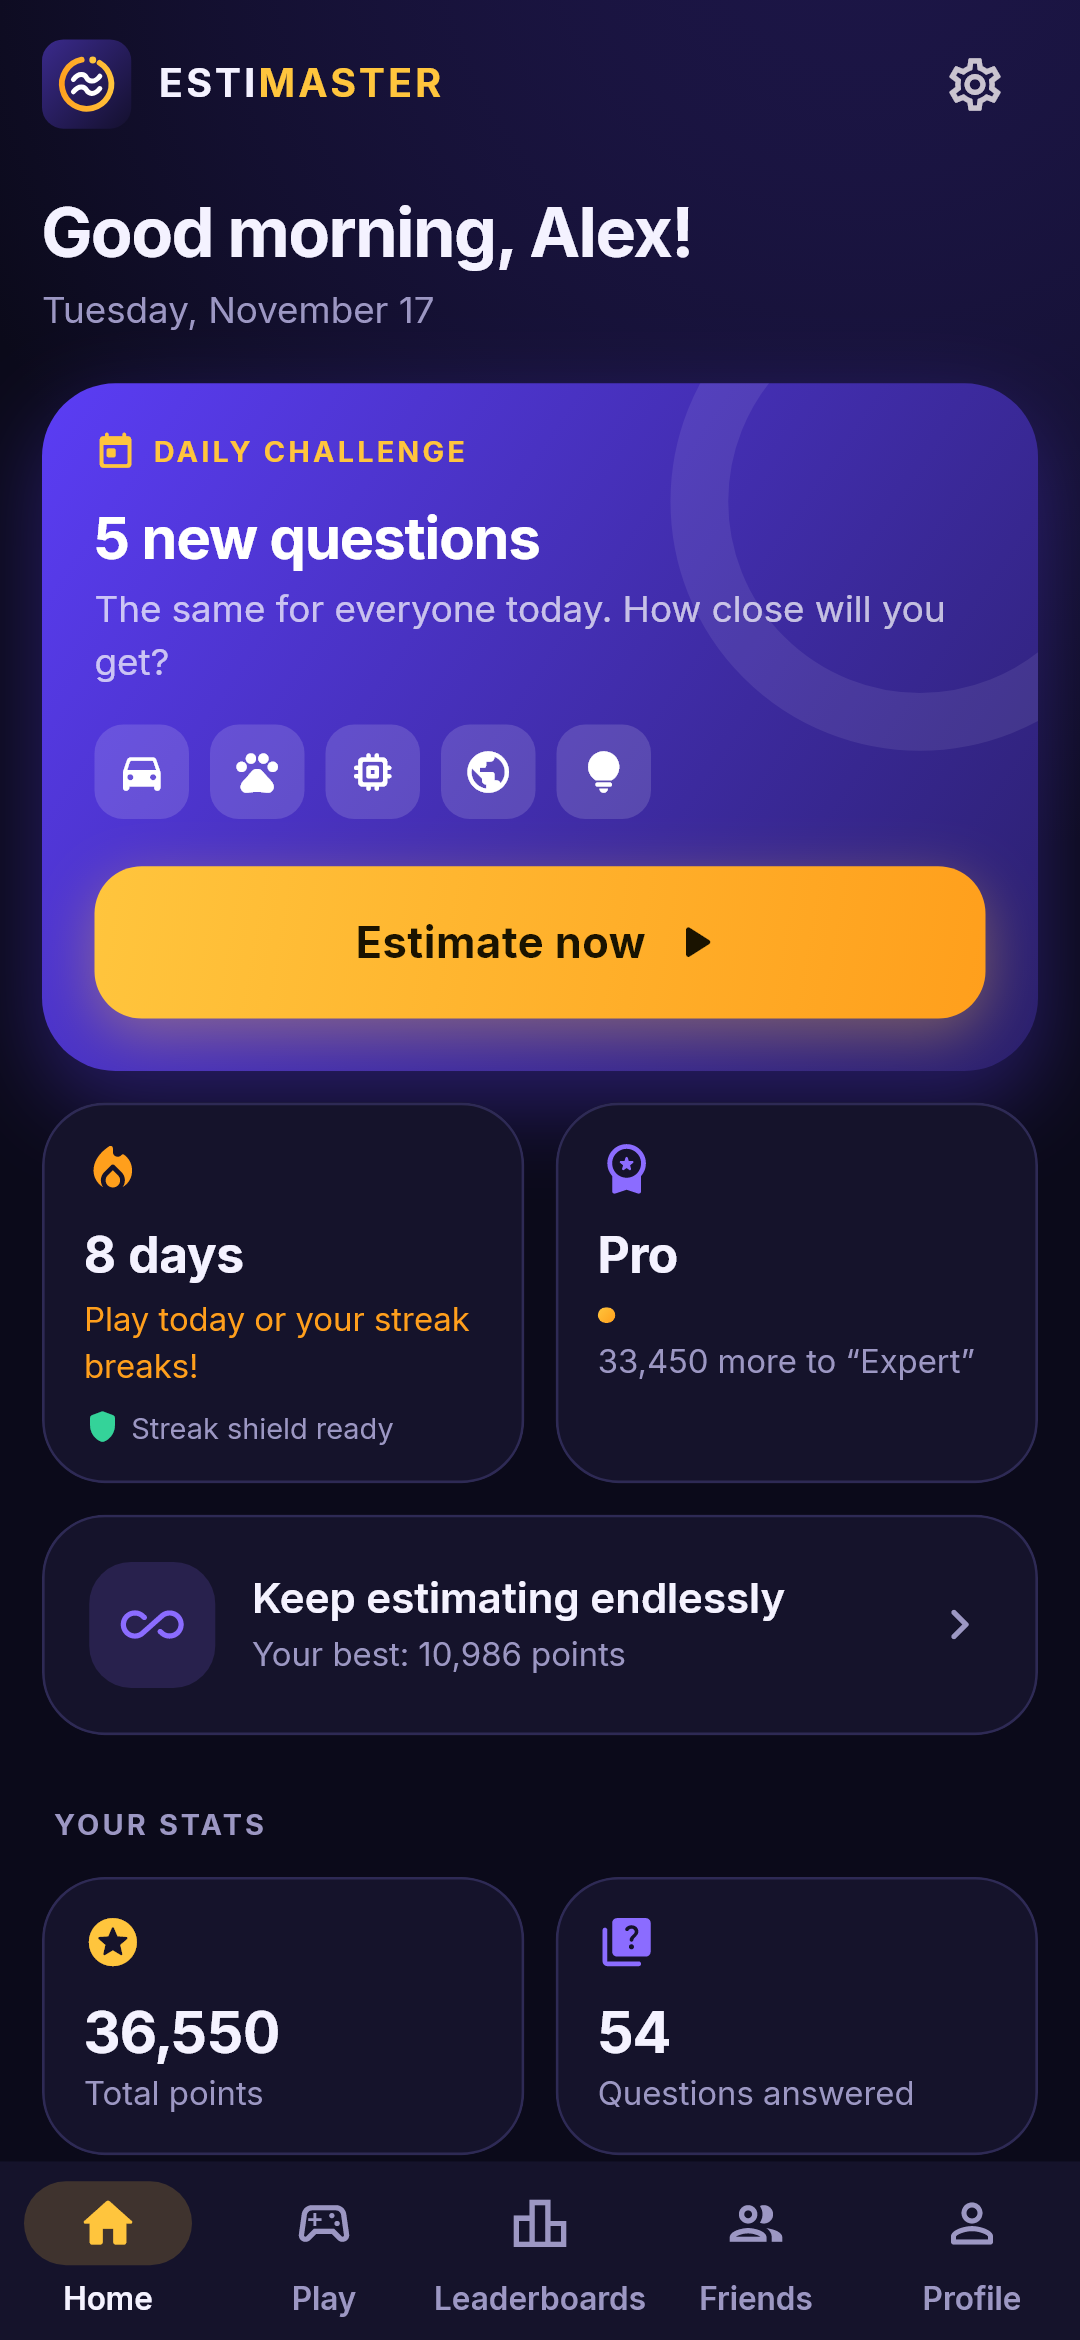 ESTIMASTER
Good morning, Alex!
Tuesday, November 17
DAILY CHALLENGE
5 new questions
The same for everyone today. How close will you
get?
Estimate now
8 days
Play today or your streak
breaks!
Streak shield ready
Pro
33,450 more to “Expert”
Keep estimating endlessly
Your best: 10,986 points
YOUR STATS
36,550
Total points
54
Questions answered
Home
Play
Leaderboards
Friends
Profile